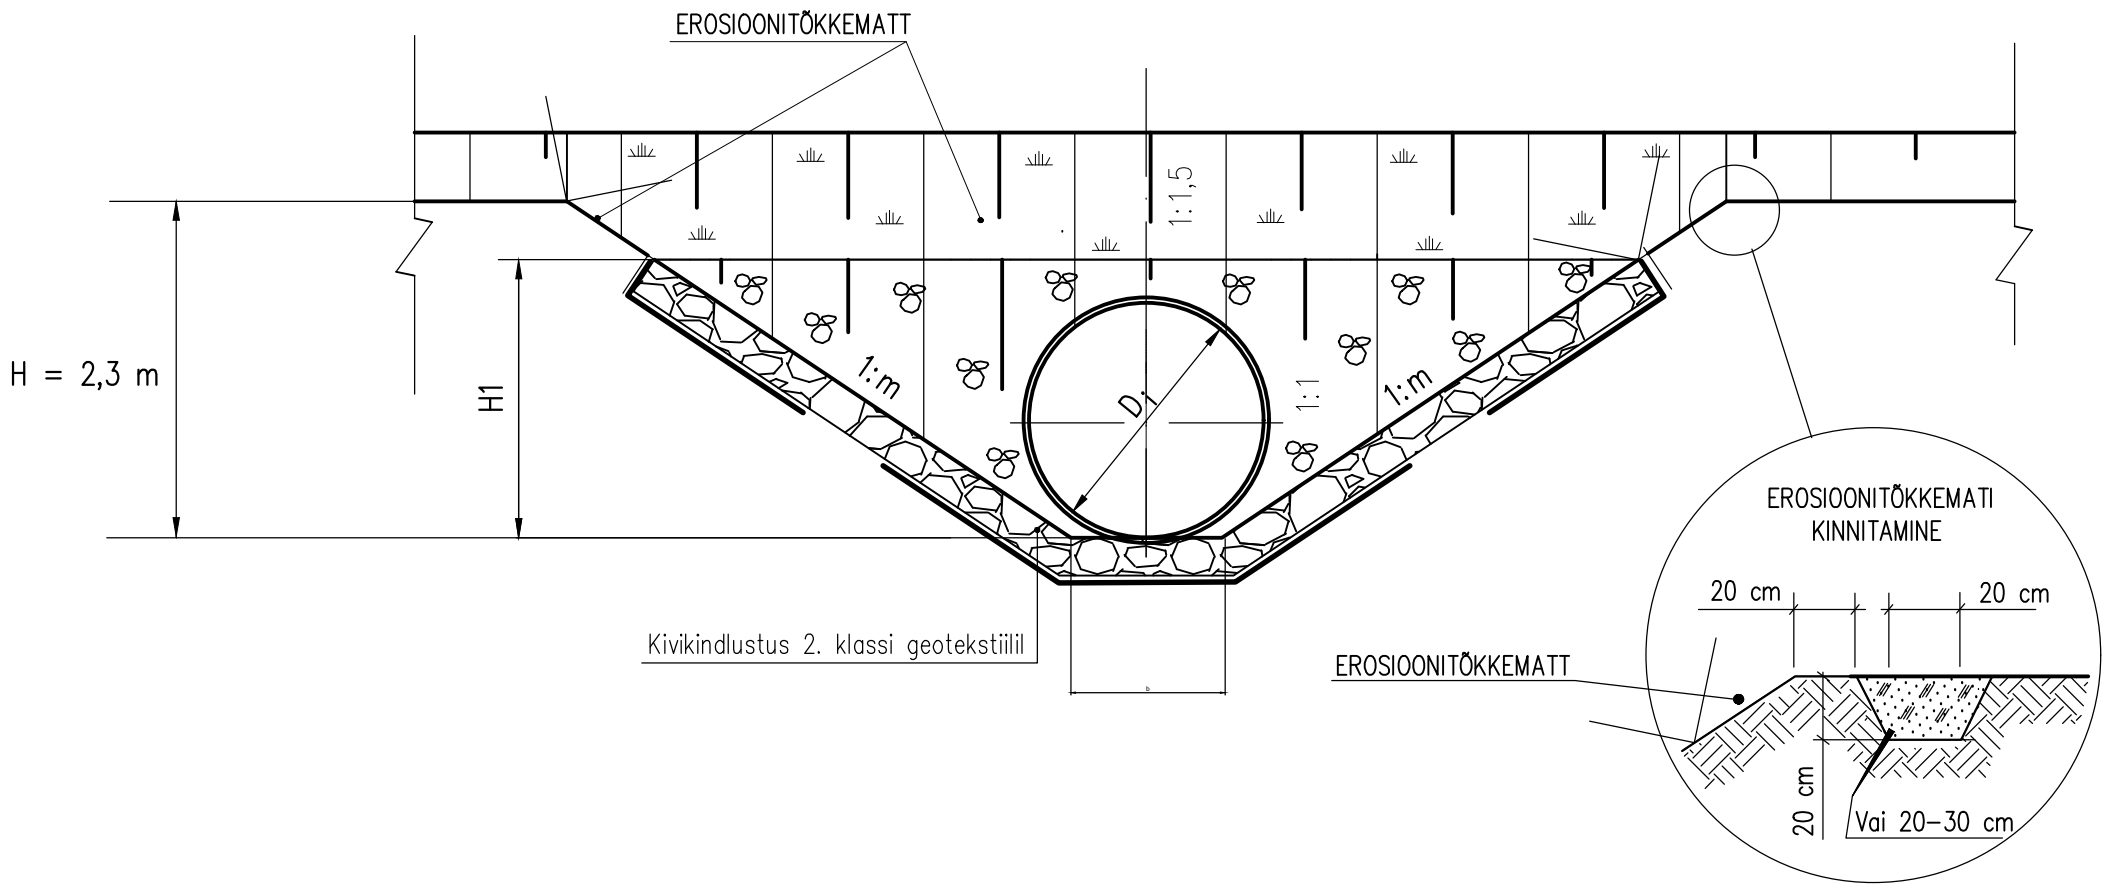 EROSIOONITÕKKEMATT
1:1,5
H = 2,3 m
H1
1:m
Di
1:1
1:m
EROSIOONITÕKKEMATI
KINNITAMINE
20 cm
20 cm
Kivikindlustus 2. klassi geotekstiilil
EROSIOONITÕKKEMATT
b
20 cm
Vai 20-30 cm